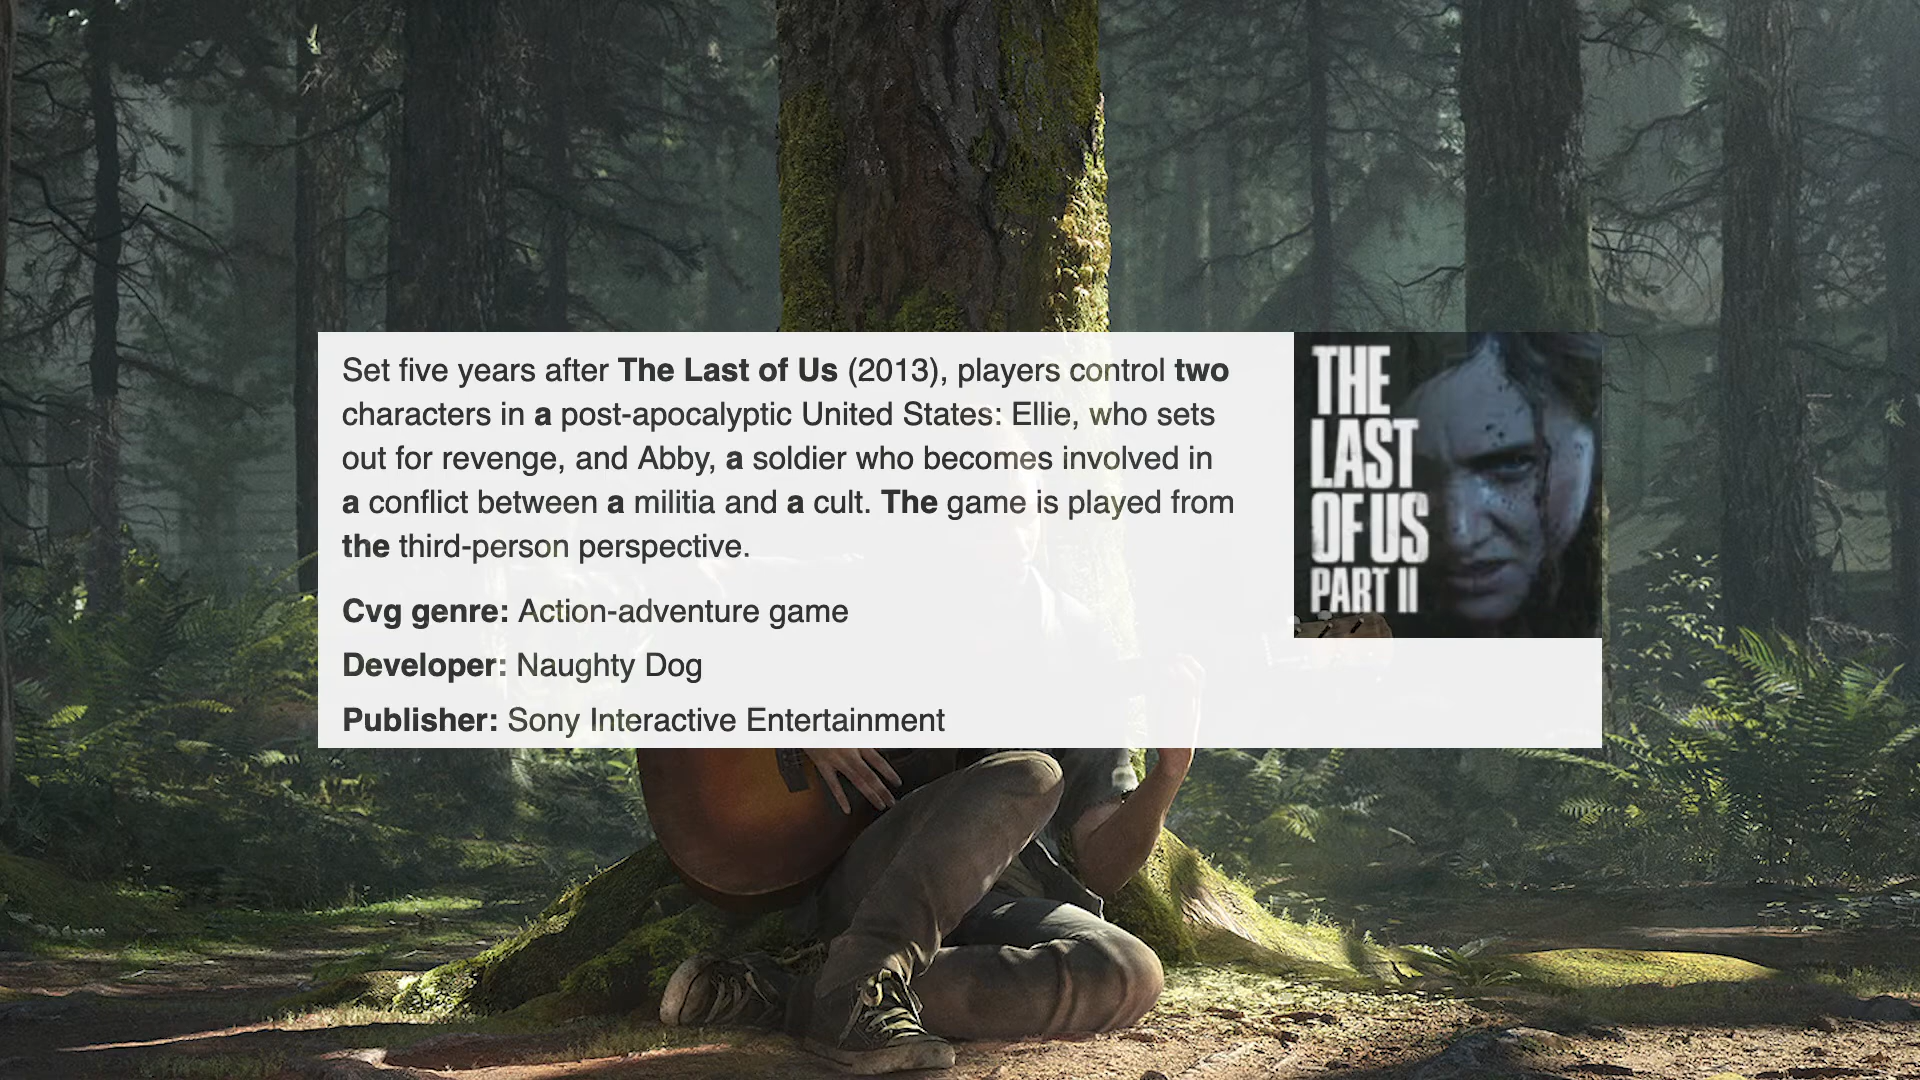 Set five years after The Last of Us (2013), players control two
characters in a post-apocalyptic United States: Ellie, who sets
out for revenge, and Abby, a soldier who becomes involved in
a conflict between a militia and a cult. The game is played from
the third-person perspective.
Cvg genre: Action-adventure game
Developer: Naughty Dog
Publisher: Sony Interactive Entertainment
THE
LAST
OF US
PART II